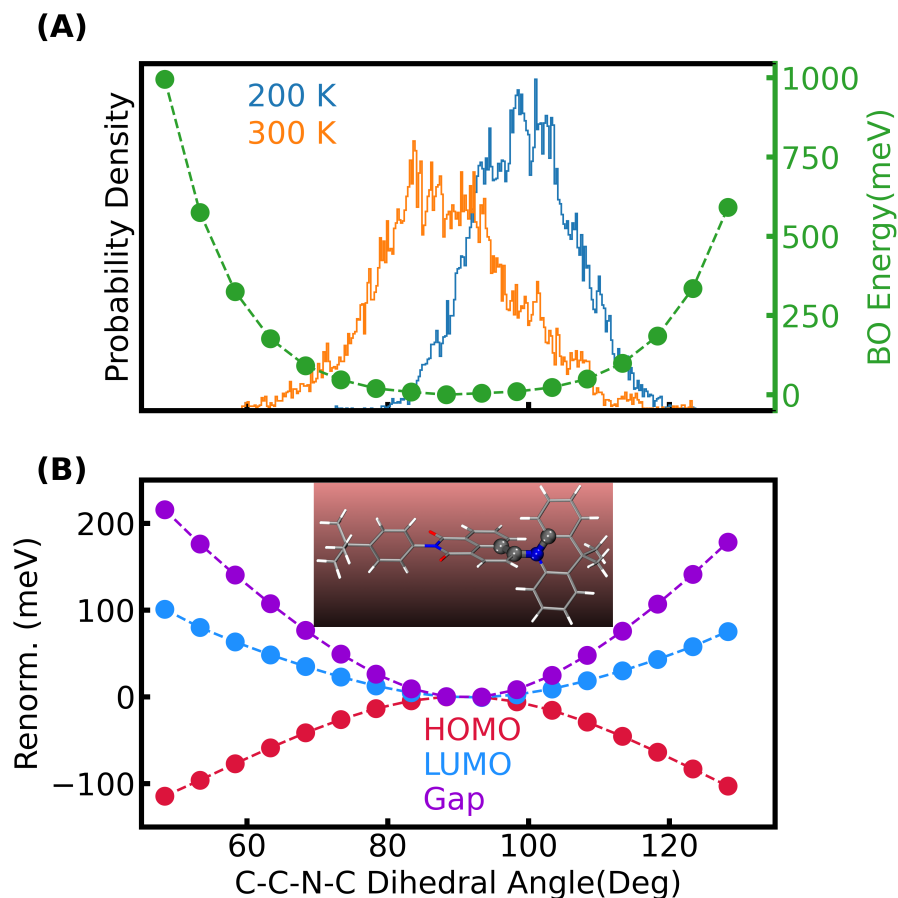 (A)
200 K
300 K
Probability Density
1000
750
500
250
0
BO Energy(meV)
(B)
200
100
0
−100
Renorm. (meV)
HOMO
LUMO
Gap
60 80 100 120
C-C-N-C Dihedral Angle(Deg)